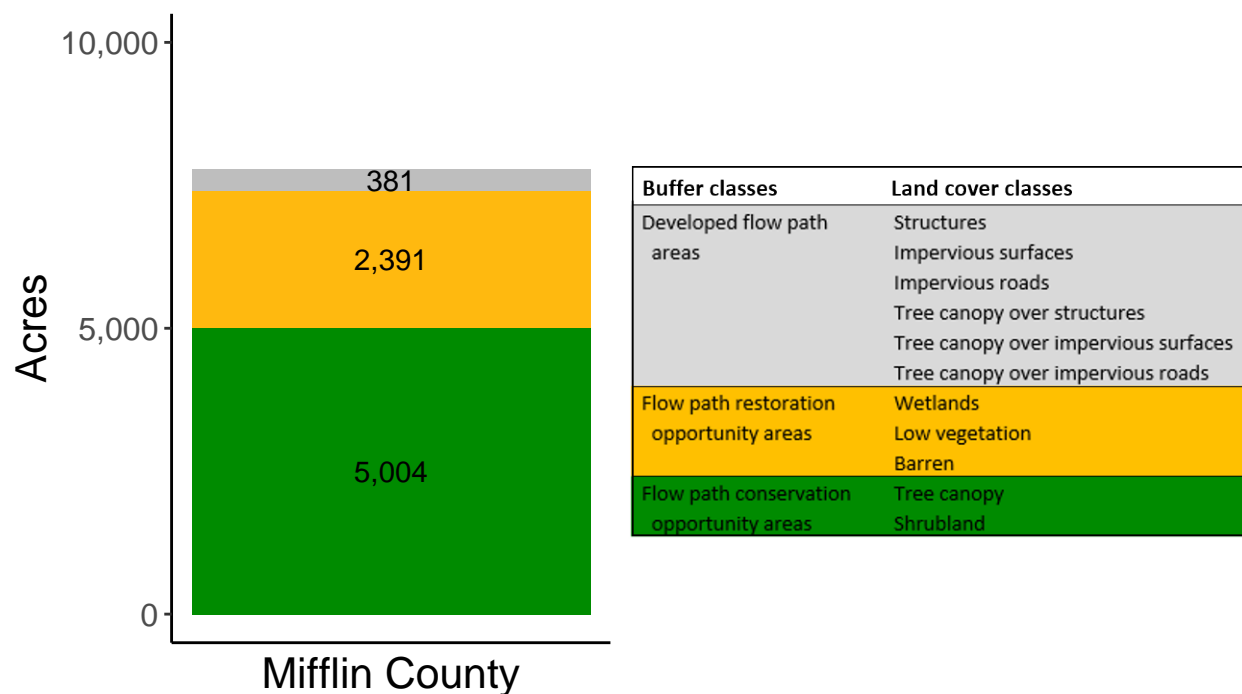 10,000
5,000
0
Acres
381
2,391
5,004
Mifflin County
Buffer classes Land cover classes
Developed flow path Structures
areas Impervious surfaces
Impervious roads
Tree canopy over structures
Tree canopy over impervious surfaces
Tree canopy over impervious roads
Flow path restoration Wetlands
opportunity areas Low vegetation
Barren
Flow path conservation Tree canopy
opportunity areas Shrubland